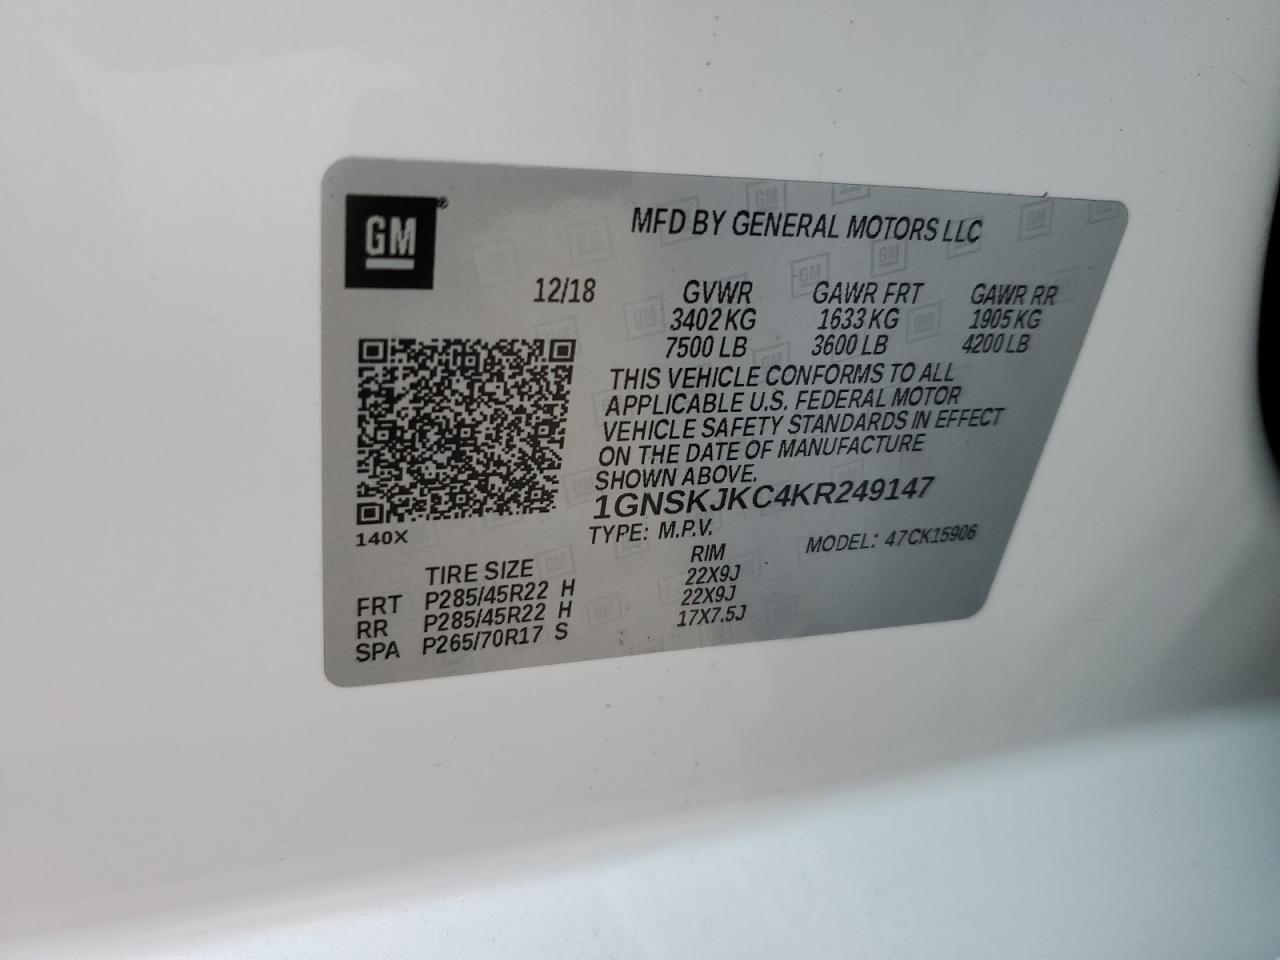 GM®
MFD BY GENERAL MOTORS LLC
12/18 GVWR GAWR FRT GAWR RR
3402 KG 1633 KG 1905 KG
7500 LB 3600 LB 4200 LB
THIS VEHICLE CONFORMS TO ALL
APPLICABLE U.S. FEDERAL MOTOR
VEHICLE SAFETY STANDARDS IN EFFECT
ON THE DATE OF MANUFACTURE
SHOWN ABOVE.
1GNSKJKC4KR249147
140X TYPE: M.P.V. MODEL: 47CK15906
TIRE SIZE RIM
FRT P285/45R22 H 22X9J
RR P285/45R22 H 22X9J
SPA P265/70R17 S 17X7.5J